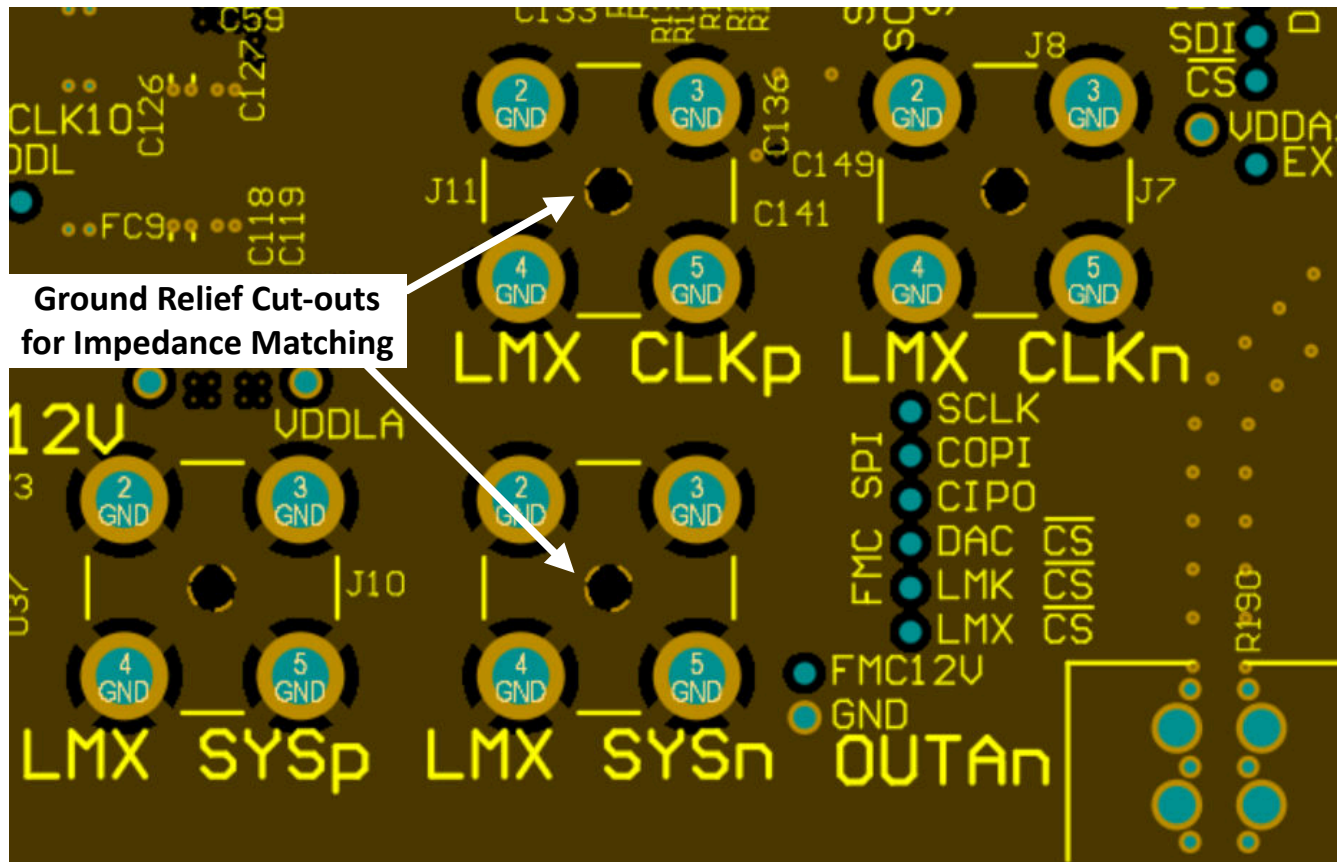 C59
C133
J8
SDI
CS
C127
C126
C136
2
GND
3
GND
2
GND
3
GND
CLK10
DDL
VDDA
EX
J11
C149
J7
C141
FC9
C118
C119
4
GND
5
GND
4
GND
5
GND
Ground Relief Cut-outs
for Impedance Matching
LMX CLKp
LMX CLKn
VDDLA
12V
SPI
FMC
SCLK
COPI
CIPO
DAC CS
LMK CS
LMX CS
2
GND
3
GND
2
GND
3
GND
J10
R190
4
GND
5
GND
4
GND
5
GND
FMC12V
GND
LMX SYSp
LMX SYSn
OUTAn